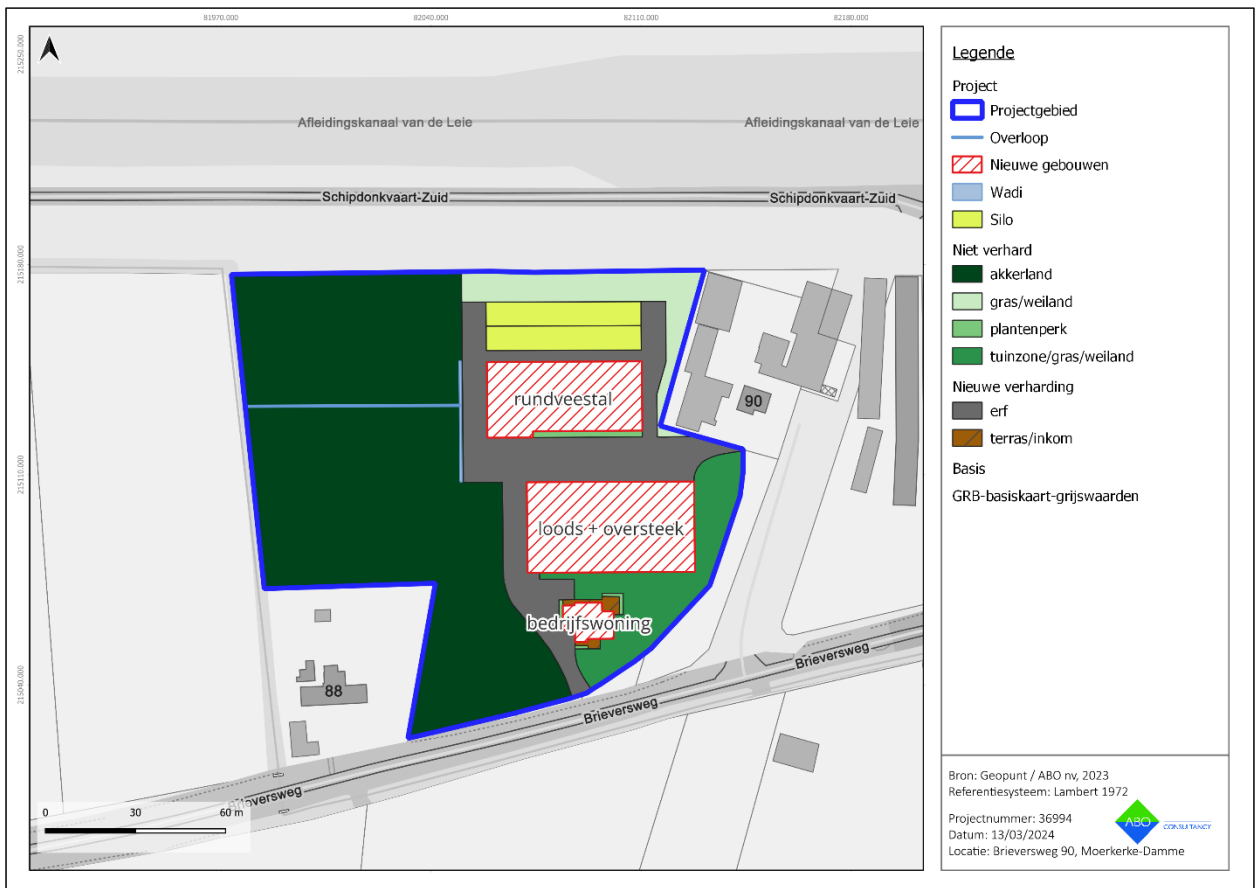 81970.000 82040.000 82110.000 82180.000
215250.000
215180.000
215110.000
215040.000
Afleidingskanaal van de Leie
Afleidingskanaal van de Leie
Schipdonkvaart-Zuid
Schipdonkvaart-Zuid
rundveestal
90
loods + oversteek
bedrijfswoning
88
Brieversweg
Brieversweg
Brieversweg
0 30 60 m
Legende
Project
Projectgebied
Overloop
Nieuwe gebouwen
Wadi
Silo
Niet verhard
akkerland
gras/weiland
plantenperk
tuinzone/gras/weiland
Nieuwe verharding
erf
terras/inkom
Basis
GRB-basiskaart-grijswaarden
Bron: Geopunt / ABO nv, 2023
Referentiesysteem: Lambert 1972
Projectnummer: 36994
Datum: 13/03/2024
Locatie: Brieversweg 90, Moerkerke-Damme
ABO
CONSULTANCY